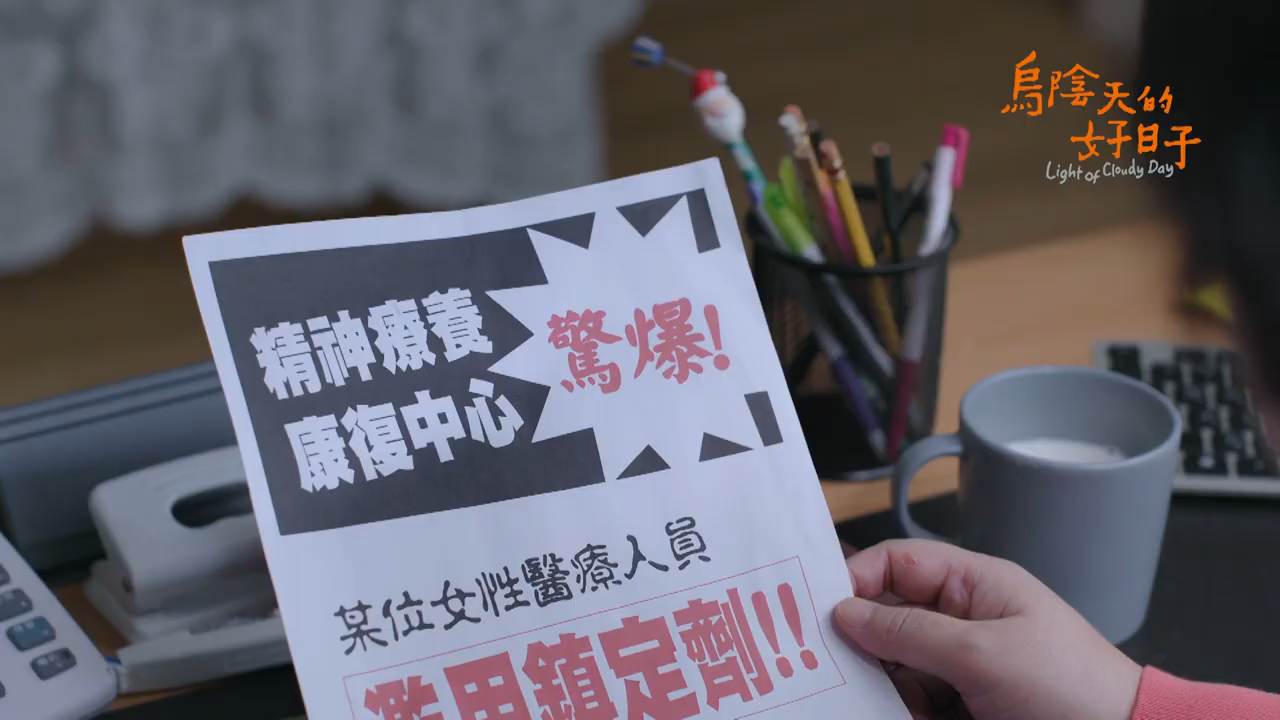 烏陰天的
好日子
Light of Cloudy Day
精神療養
康復中心
驚爆!
某位女性醫療人員
濫用鎮定劑!!